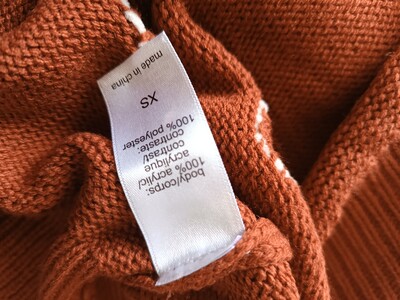 body/corps:
100% acrylic/
acrylique
contrast/
contraste:
100% polyester
XS
made in china